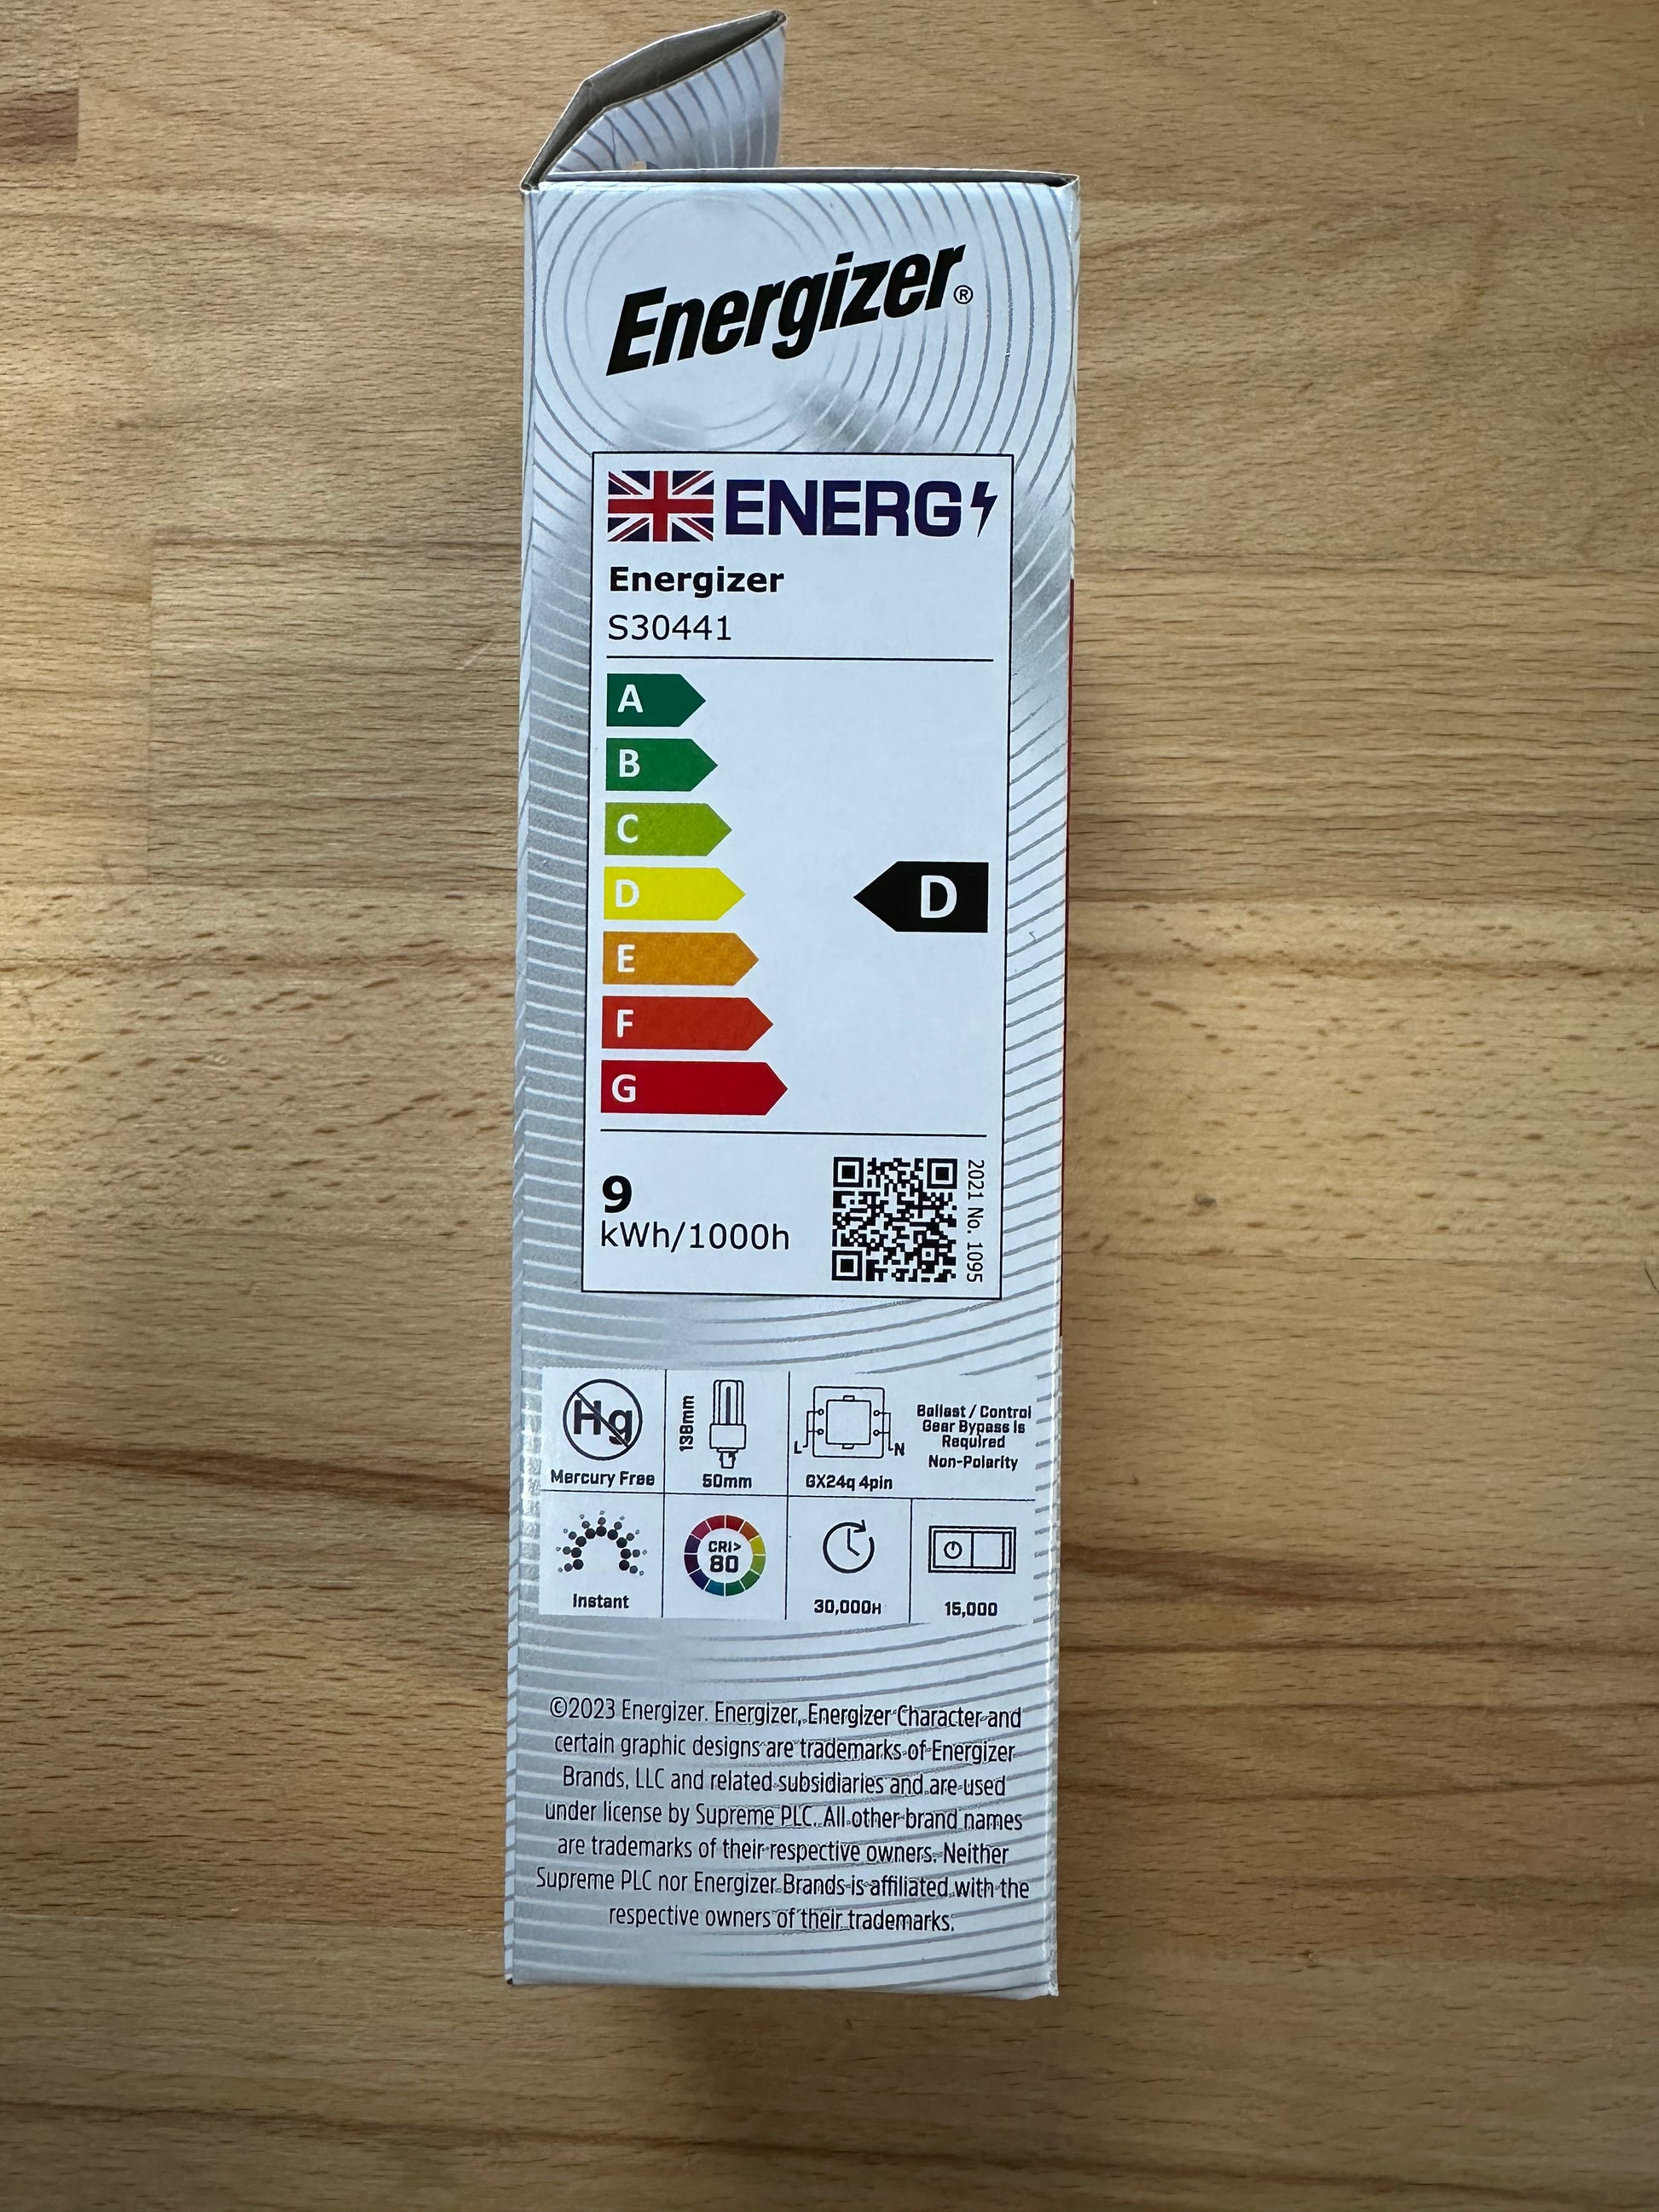 Energizer®
ENERG
Energizer
S30441
A
B
C
D
D
E
F
G
9
kWh/1000h
2021 No. 1095
Hg
Mercury Free
138mm
50mm
L
N
GX24q 4pin
Ballast / Control
Gear Bypass is
Required
Non-Polarity
Instant
CRI>
80
30,000H
15,000
©2023 Energizer. Energizer, Energizer Character and
certain graphic designs are trademarks of Energizer
Brands, LLC and related subsidiaries and are used
under license by Supreme PLC. All other brand names
are trademarks of their respective owners. Neither
Supreme PLC nor Energizer Brands is affiliated with the
respective owners of their trademarks.